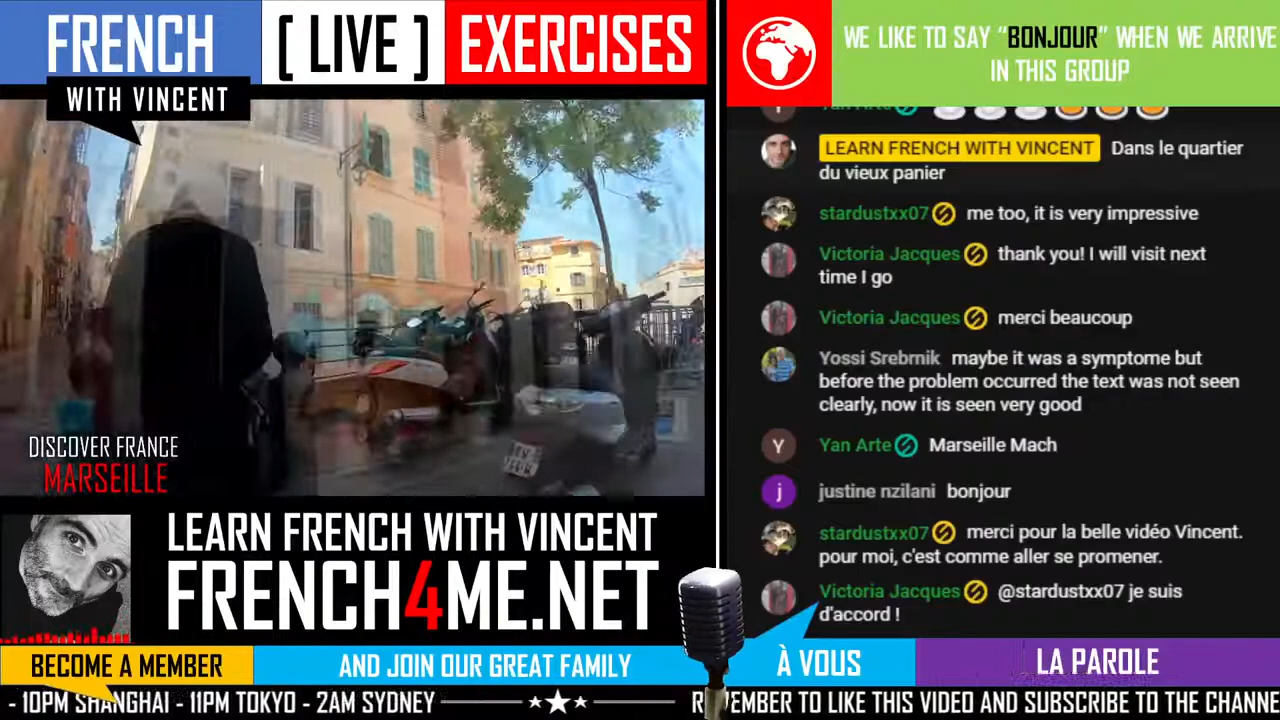 FRENCH [ LIVE ] EXERCISES
WITH VINCENT
WE LIKE TO SAY “BONJOUR” WHEN WE ARRIVE
IN THIS GROUP
Yan Arte
LEARN FRENCH WITH VINCENT Dans le quartier
du vieux panier
stardustxx07 me too, it is very impressive
Victoria Jacques thank you! I will visit next
time I go
Victoria Jacques merci beaucoup
Yossi Srebrnik maybe it was a symptome but
before the problem occurred the text was not seen
clearly, now it is seen very good
Y Yan Arte Marseille Mach
j justine nzilani bonjour
stardustxx07 merci pour la belle vidéo Vincent.
pour moi, c'est comme aller se promener.
Victoria Jacques @stardustxx07 je suis
d'accord !
DISCOVER FRANCE
MARSEILLE
LEARN FRENCH WITH VINCENT
FRENCH4ME.NET
BECOME A MEMBER AND JOIN OUR GREAT FAMILY
À VOUS LA PAROLE
- 10PM SHANGHAI - 11PM TOKYO - 2AM SYDNEY
EMBER TO LIKE THIS VIDEO AND SUBSCRIBE TO THE CHANNE